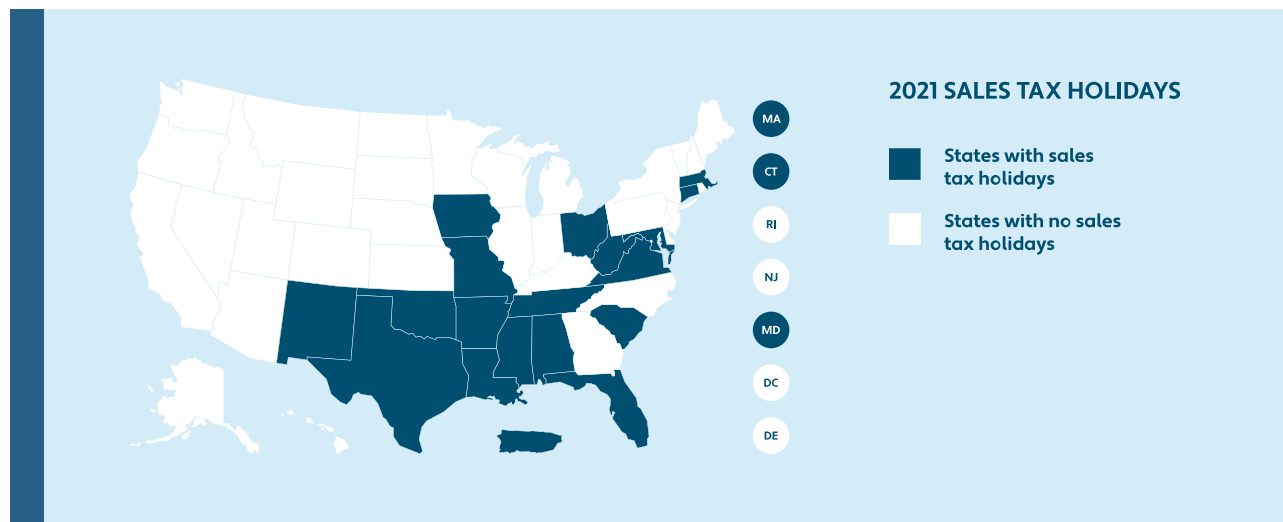 2021 SALES TAX HOLIDAYS
States with sales
tax holidays
States with no sales
tax holidays
MA
CT
RI
NJ
MD
DC
DE